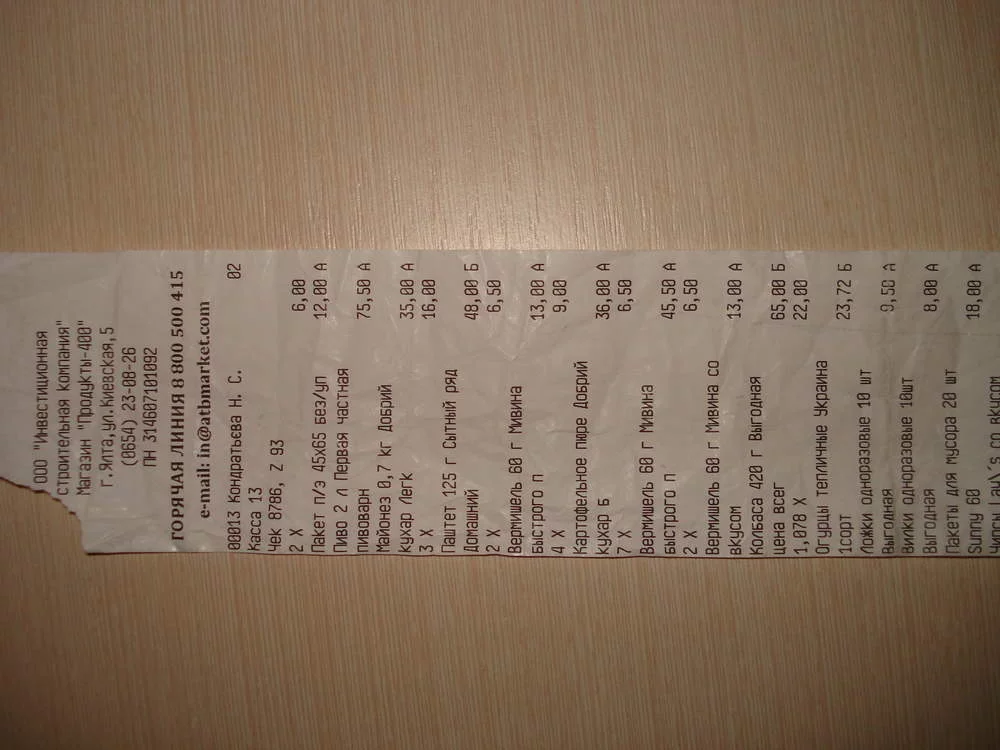 ООО "Инвестиционная
строительная компания"
Магазин "Продукты-400"
г.Ялта,ул.Киевская,5
(0654) 23-08-26
ПН 314607101092
ГОРЯЧАЯ ЛИНИЯ 8 800 500 415
e-mail: in@atbmarket.com
00013 Кондратьєва Н. С. 02
Касса 13
Чек 8786, Z 93
2 X 6,00
Пакет п/э 45х65 Без/уп 12,00 А
Пиво 2 л Первая частная
пивоварн 75,50 А
Майонез 0,7 кг Добрий
кухар Легк 35,00 А
3 X 16,00
Паштет 125 г Сытный ряд
Домашний 48,00 Б
2 X 6,50
Вермишель 60 г Мивина
быстрого п 13,00 А
4 X 9,00
Картофельное пюре Добрий
кухар Б 36,00 А
7 X 6,50
Вермишель 60 г Мивина
быстрого п 45,50 А
2 X 6,50
Вермишель 60 г Мивина со
вкусом 13,00 А
Колбаса 420 г Выгодная
цена всег 65,00 Б
1,078 X 22,00
Огурцы тепличные Украина
1сорт 23,72 Б
Ложки одноразовые 10 шт
Выгодная 9,50 А
Вилки одноразовые 10шт
Выгодная 8,00 А
Пакеты для мусора 20 шт
Sunny 60 18,00 А
Чипсы Lay\'s со вкусом